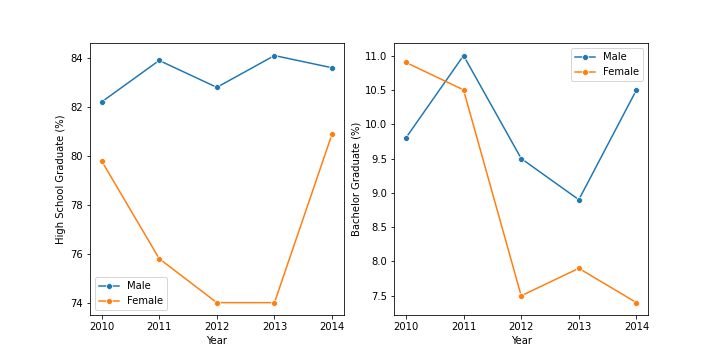 High School Graduate (%)
84
82
80
78
76
74
Male
Female
2010 2011 2012 2013 2014
Year
Bachelor Graduate (%)
11.0
10.5
10.0
9.5
9.0
8.5
8.0
7.5
Male
Female
2010 2011 2012 2013 2014
Year